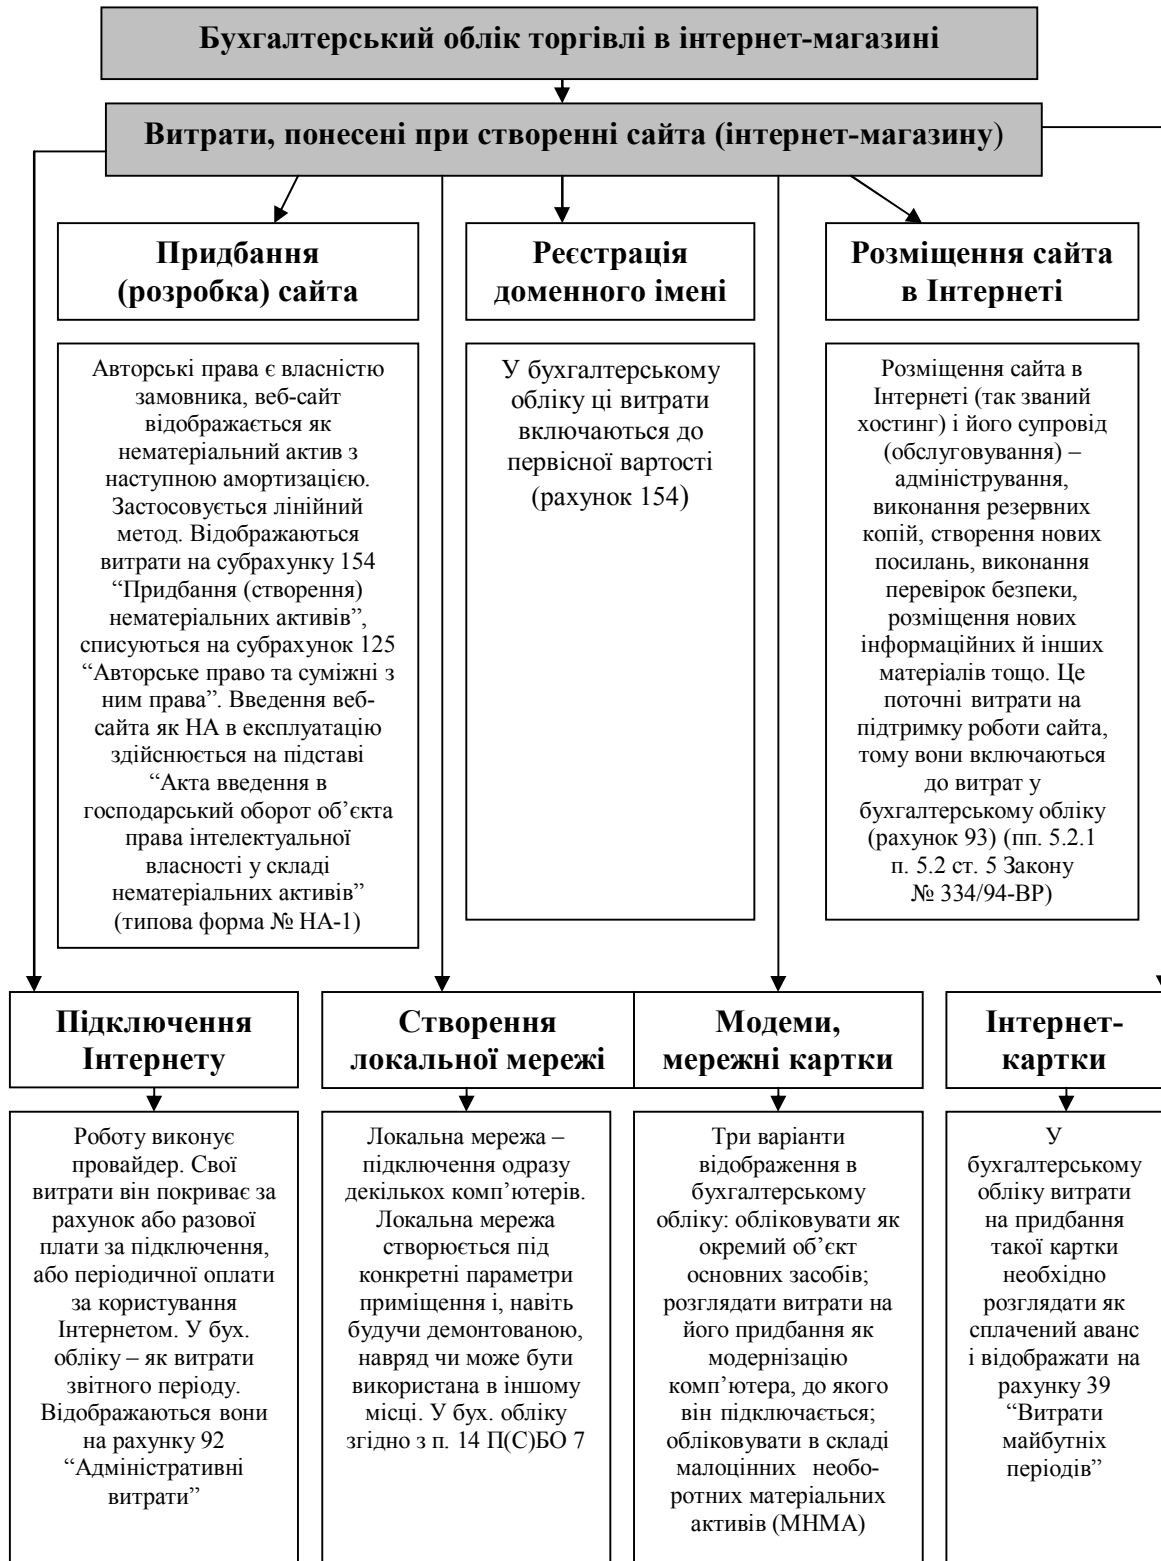 Бухгалтерський облік торгівлі в інтернет-магазині
Витрати, понесені при створенні сайта (інтернет-магазину)
Придбання
(розробка) сайта
Реєстрація
доменного імені
Розміщення сайта
в Інтернеті
Авторські права є власністю
замовника, веб-сайт
відображається як
нематеріальний актив з
наступною амортизацією.
Застосовується лінійний
метод. Відображаються
витрати на субрахунку 154
“Придбання (створення)
нематеріальних активів”,
списуються на субрахунок 125
“Авторське право та суміжні з
ним права”. Введення веб-
сайта як НА в експлуатацію
здійснюється на підставі
“Акта введення в
господарський оборот об’єкта
права інтелектуальної
власності у складі
нематеріальних активів”
(типова форма № НА-1)
У бухгалтерському
обліку ці витрати
включаються до
первісної вартості
(рахунок 154)
Розміщення сайта в
Інтернеті (так званий
хостинг) і його супровід
(обслуговування) –
адміністрування,
виконання резервних
копій, створення нових
посилань, виконання
перевірок безпеки,
розміщення нових
інформаційних й інших
матеріалів тощо. Це
поточні витрати на
підтримку роботи сайта,
тому вони включаються
до витрат у
бухгалтерському обліку
(рахунок 93) (пп. 5.2.1
п. 5.2 ст. 5 Закону
№ 334/94-ВР)
Підключення
Інтернету
Створення
локальної мережі
Модеми,
мережні картки
Інтернет-
картки
Роботу виконує
провайдер. Свої
витрати він покриває за
рахунок або разової
плати за підключення,
або періодичної оплати
за користування
Інтернетом. У бух.
обліку – як витрати
звітного періоду.
Відображаються вони
на рахунку 92
“Адміністративні
витрати”
Локальна мережа –
підключення одразу
декількох комп’ютерів.
Локальна мережа
створюється під
конкретні параметри
приміщення і, навіть
будучи демонтованою,
навряд чи може бути
використана в іншому
місці. У бух. обліку
згідно з п. 14 П(С)БО 7
Три варіанти
відображення в
бухгалтерському
обліку: обліковувати як
окремий об’єкт
основних засобів;
розглядати витрати на
його придбання як
модернізацію
комп’ютера, до якого
він підключається;
обліковувати в складі
малоцінних необо-
ротних матеріальних
активів (МНМА)
У
бухгалтерському
обліку витрати
на придбання
такої картки
необхідно
розглядати як
сплачений аванс
і відображати на
рахунку 39
“Витрати
майбутніх
періодів”